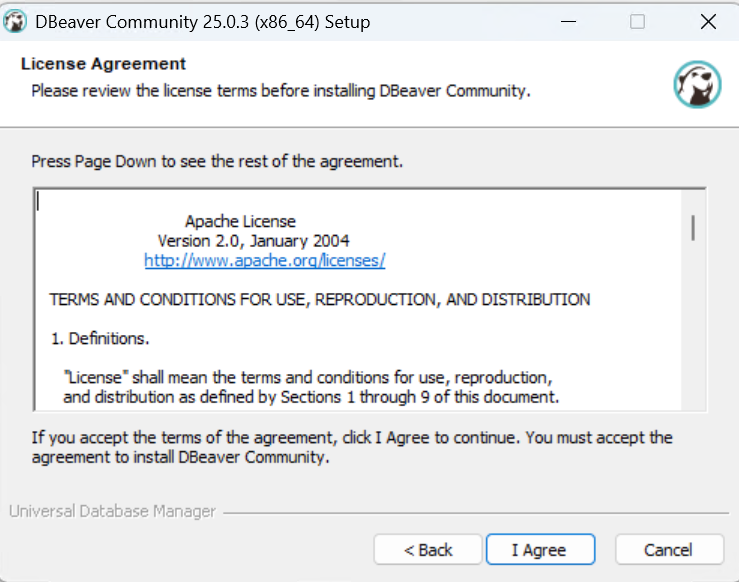 DBeaver Community 25.0.3 (x86_64) Setup
License Agreement
Please review the license terms before installing DBeaver Community.
Press Page Down to see the rest of the agreement.
Apache License
Version 2.0, January 2004
http://www.apache.org/licenses/
TERMS AND CONDITIONS FOR USE, REPRODUCTION, AND DISTRIBUTION
1. Definitions.
"License" shall mean the terms and conditions for use, reproduction,
and distribution as defined by Sections 1 through 9 of this document.
If you accept the terms of the agreement, click I Agree to continue. You must accept the
agreement to install DBeaver Community.
Universal Database Manager
< Back
I Agree
Cancel